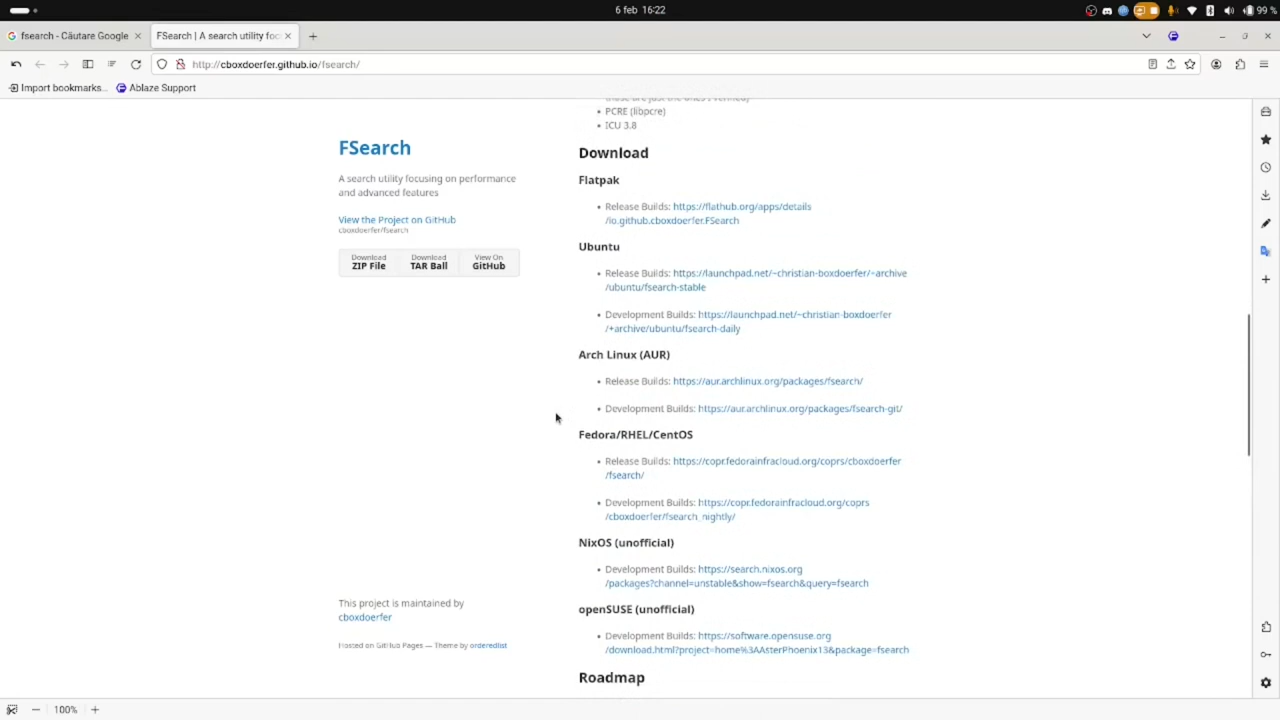 6 feb 16:22
99 %
fsearch - Căutare Google
FSearch | A search utility foc
http://cboxdoerfer.github.io/fsearch/
Import bookmarks...
Ablaze Support
those are just the ones I verified)
• PCRE (libpcre)
• ICU 3.8
FSearch
A search utility focusing on performance
and advanced features
View the Project on GitHub
cboxdoerfer/fsearch
Download
ZIP File
Download
TAR Ball
View On
GitHub
This project is maintained by
cboxdoerfer
Hosted on GitHub Pages — Theme by orderedlist
Download
Flatpak
• Release Builds: https://flathub.org/apps/details
/io.github.cboxdoerfer.FSearch
Ubuntu
• Release Builds: https://launchpad.net/~christian-boxdoerfer/~archive
/ubuntu/fsearch-stable
• Development Builds: https://launchpad.net/~christian-boxdoerfer
/+archive/ubuntu/fsearch-daily
Arch Linux (AUR)
• Release Builds: https://aur.archlinux.org/packages/fsearch/
• Development Builds: https://aur.archlinux.org/packages/fsearch-git/
Fedora/RHEL/CentOS
• Release Builds: https://copr.fedorainfracloud.org/coprs/cboxdoerfer
/fsearch/
• Development Builds: https://copr.fedorainfracloud.org/coprs
/cboxdoerfer/fsearch_nightly/
NixOS (unofficial)
• Development Builds: https://search.nixos.org
/packages?channel=unstable&show=fsearch&query=fsearch
openSUSE (unofficial)
• Development Builds: https://software.opensuse.org
/download.html?project=home%3AAsterPhoenix13&package=fsearch
Roadmap
100%